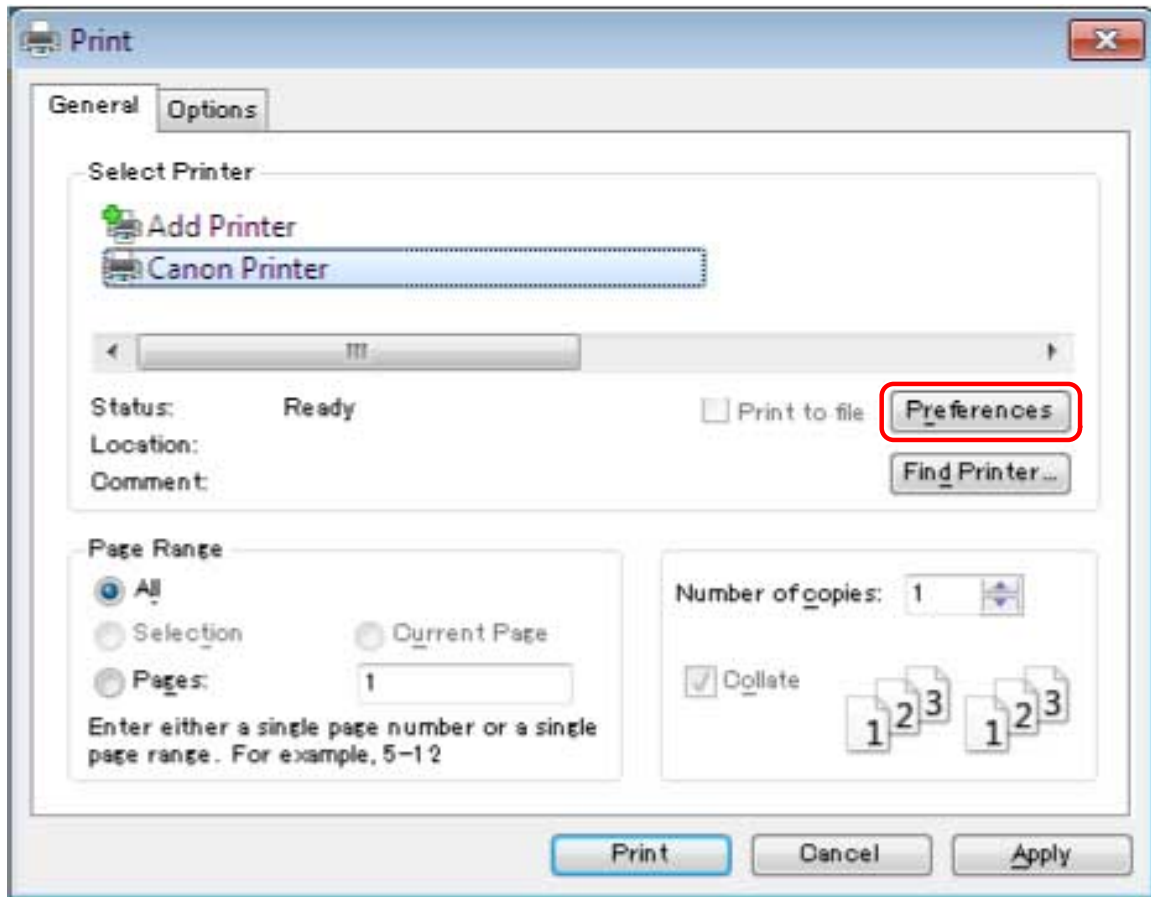 Print
General Options
Select Printer
Add Printer
Canon Printer
Status: Ready
Print to file Preferences
Location:
Comment:
Find Printer...
Page Range
All
Selection Current Page
Pages: 1
Enter either a single page number or a single
page range. For example, 5-12
Number of copies: 1
Collate
1 2 3 1 2 3
Print Cancel Apply